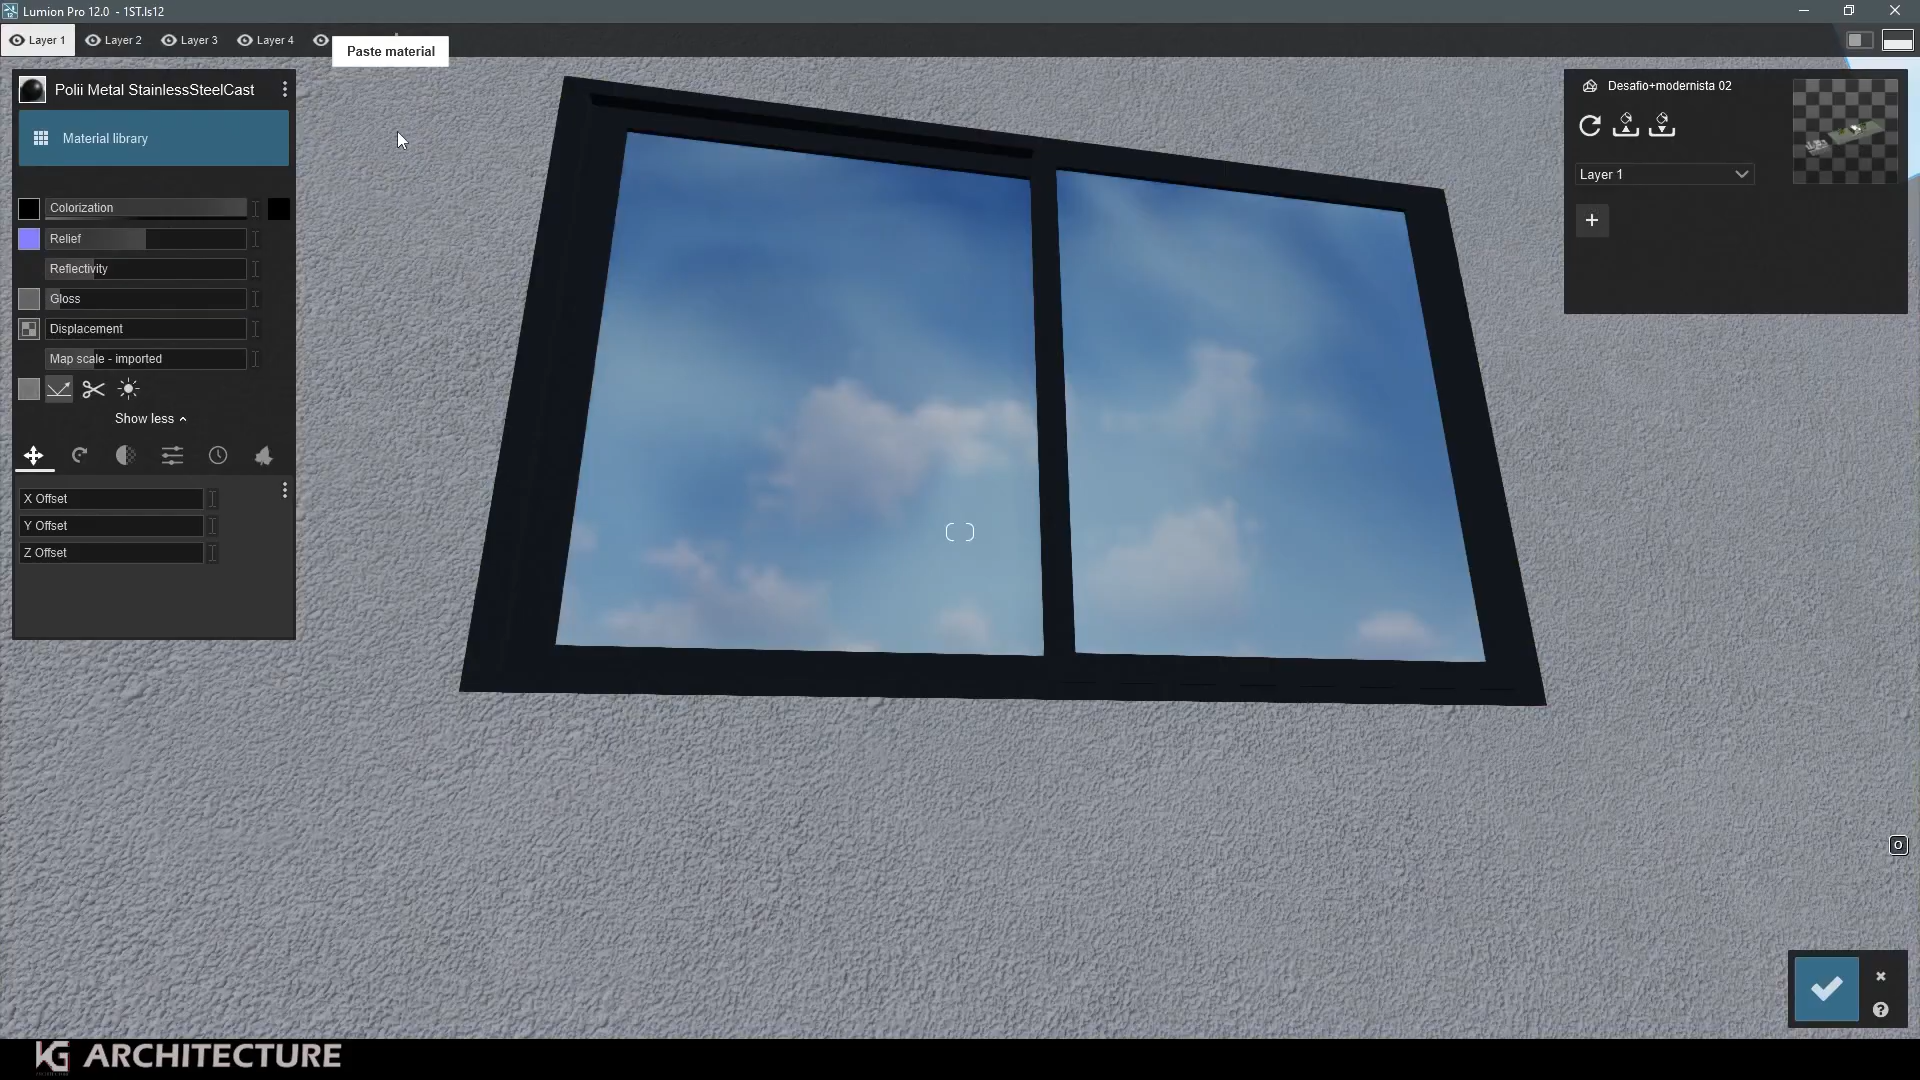 Lumion Pro 12.0 - 1ST.ls12
Layer 1
Layer 2
Layer 3
Layer 4
Paste material
Polii Metal StainlessSteelCast
Material library
Colorization
Relief
Reflectivity
Gloss
Displacement
Map scale - imported
Show less
X Offset
Y Offset
Z Offset
Desafio+modernista 02
Layer 1
O
KG ARCHITECTURE